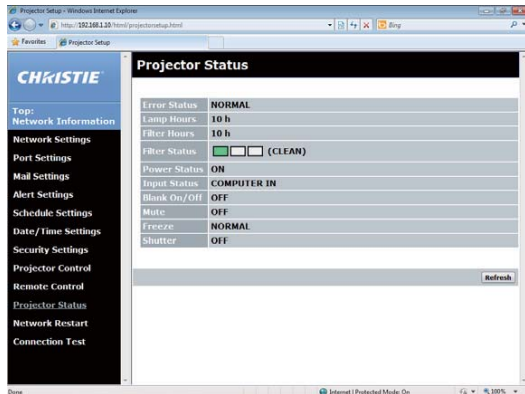 Projector Setup - Windows Internet Explorer
http://192.168.1.10/html/projectorsetup.html
Bing
Favorites Projector Setup
CHRISTIE
Top:
Network Information
Network Settings
Port Settings
Mail Settings
Alert Settings
Schedule Settings
Date/Time Settings
Security Settings
Projector Control
Remote Control
Projector Status
Network Restart
Connection Test
Projector Status
Error Status NORMAL
Lamp Hours 10 h
Filter Hours 10 h
Filter Status (CLEAN)
Power Status ON
Input Status COMPUTER IN
Blank On/Off OFF
Mute OFF
Freeze NORMAL
Shutter OFF
Refresh
Done Internet | Protected Mode: On 100%